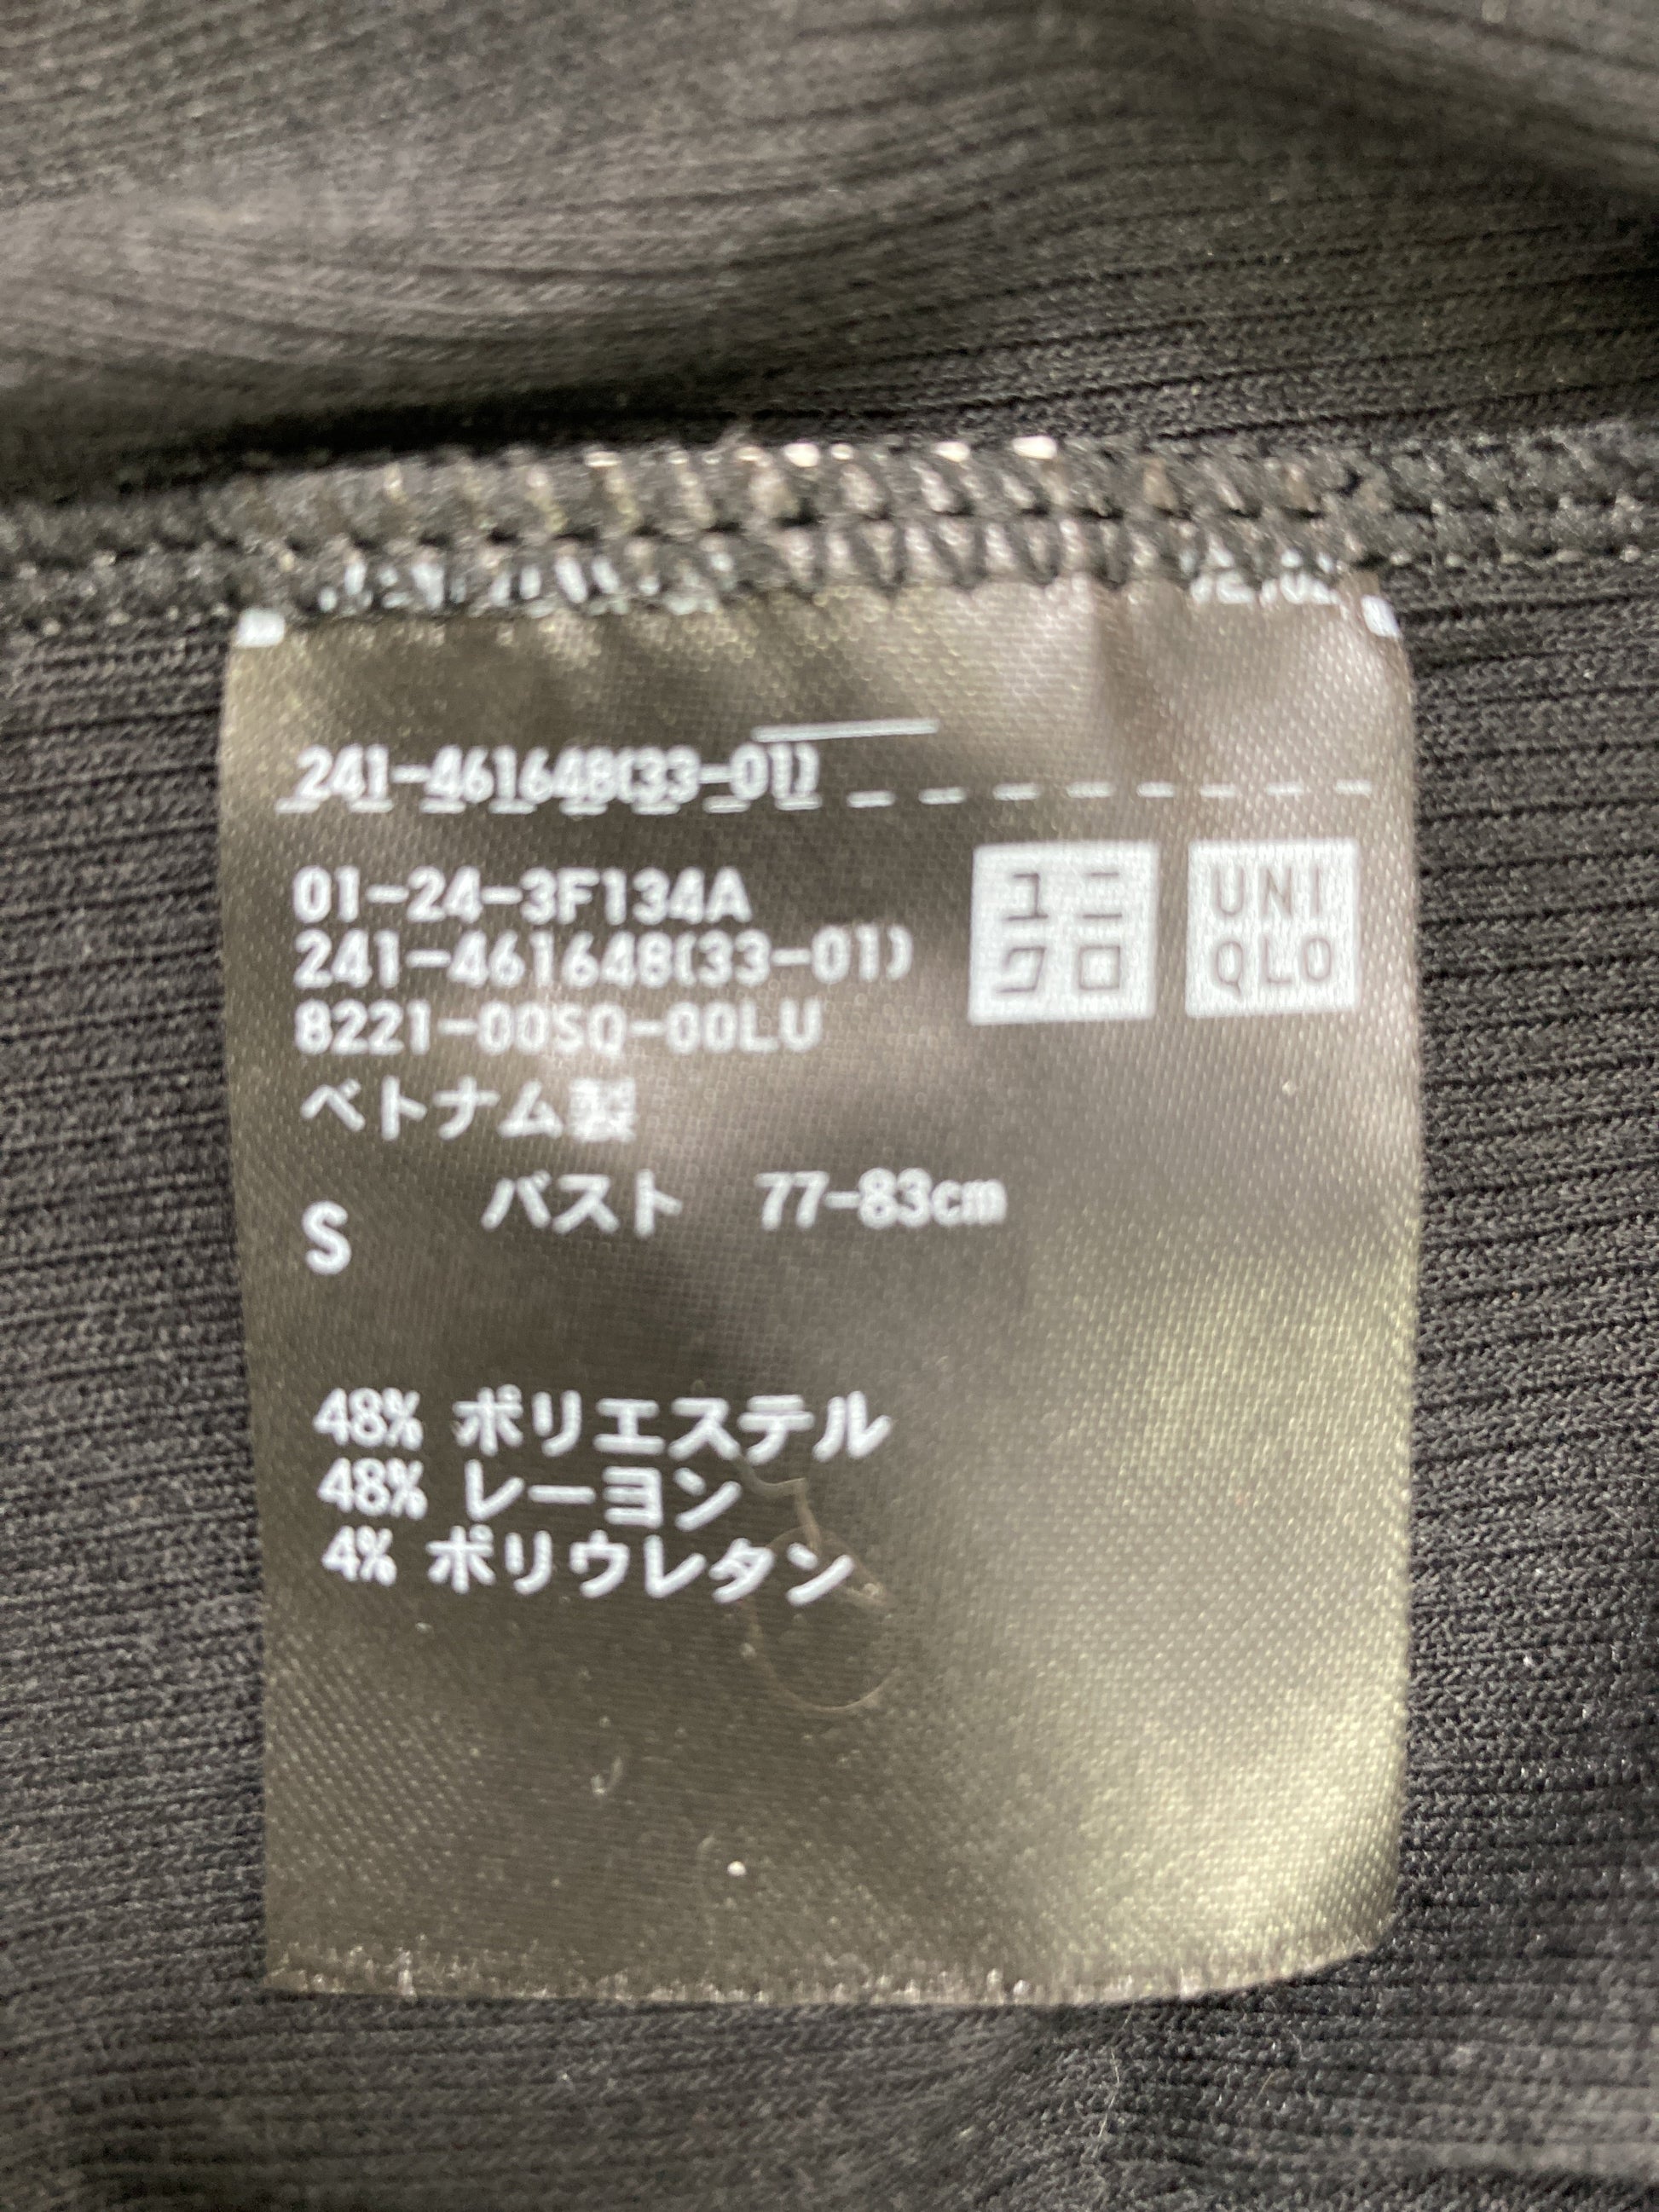 241-461648(33-01)
01-24-3F134A
241-461648(33-01)
8221-00SQ-00LU
ユニ
クロ
UNI
QLO
ベトナム製
S バスト 77-83cm
48% ポリエステル
48% レーヨン
4% ポリウレタン